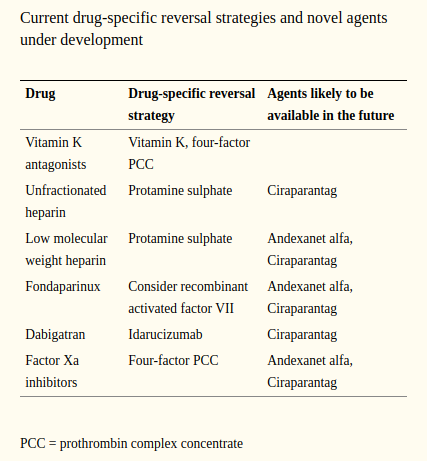 Current drug-specific reversal strategies and novel agents
under development
Drug Drug-specific reversal Agents likely to be
strategy available in the future
Vitamin K Vitamin K, four-factor
antagonists PCC
Unfractionated Protamine sulphate Ciraparantag
heparin
Low molecular Protamine sulphate Andexanet alfa,
weight heparin Ciraparantag
Fondaparinux Consider recombinant Andexanet alfa,
activated factor VII Ciraparantag
Dabigatran Idarucizumab Ciraparantag
Factor Xa Four-factor PCC Andexanet alfa,
inhibitors Ciraparantag
PCC = prothrombin complex concentrate